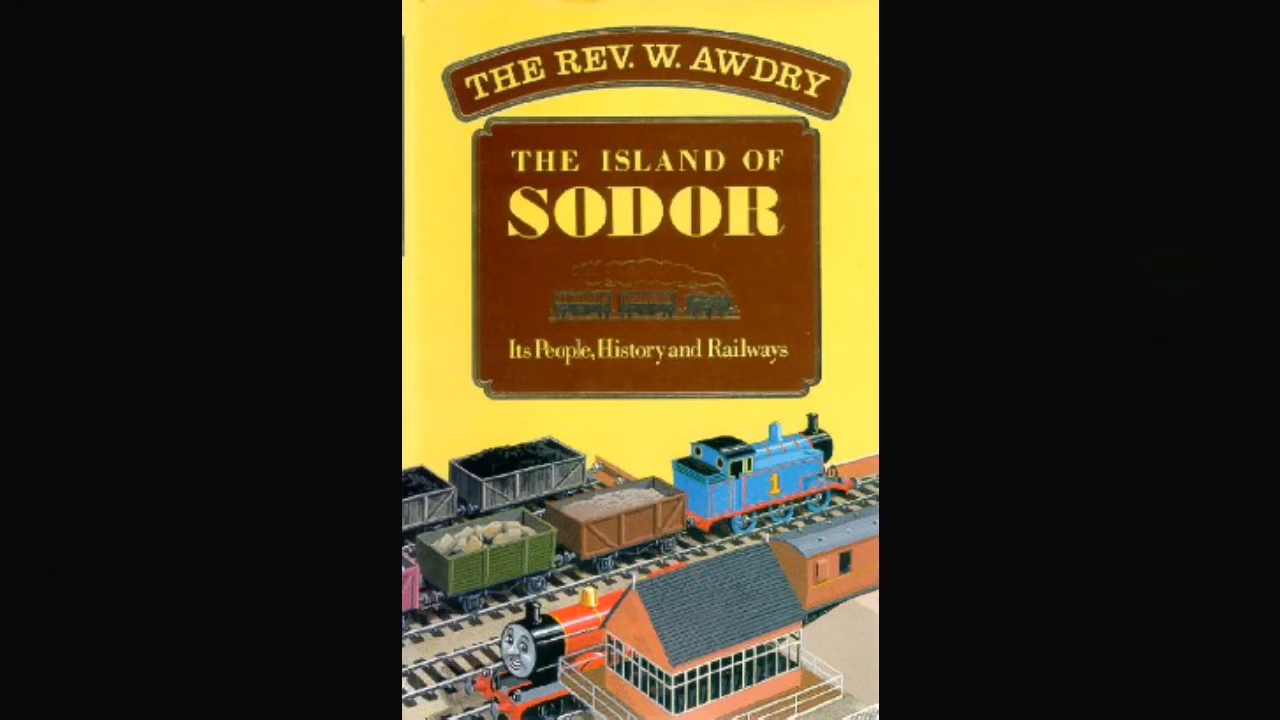 THE REV. W. AWDRY
THE ISLAND OF
SODOR
Its People, History and Railways
1